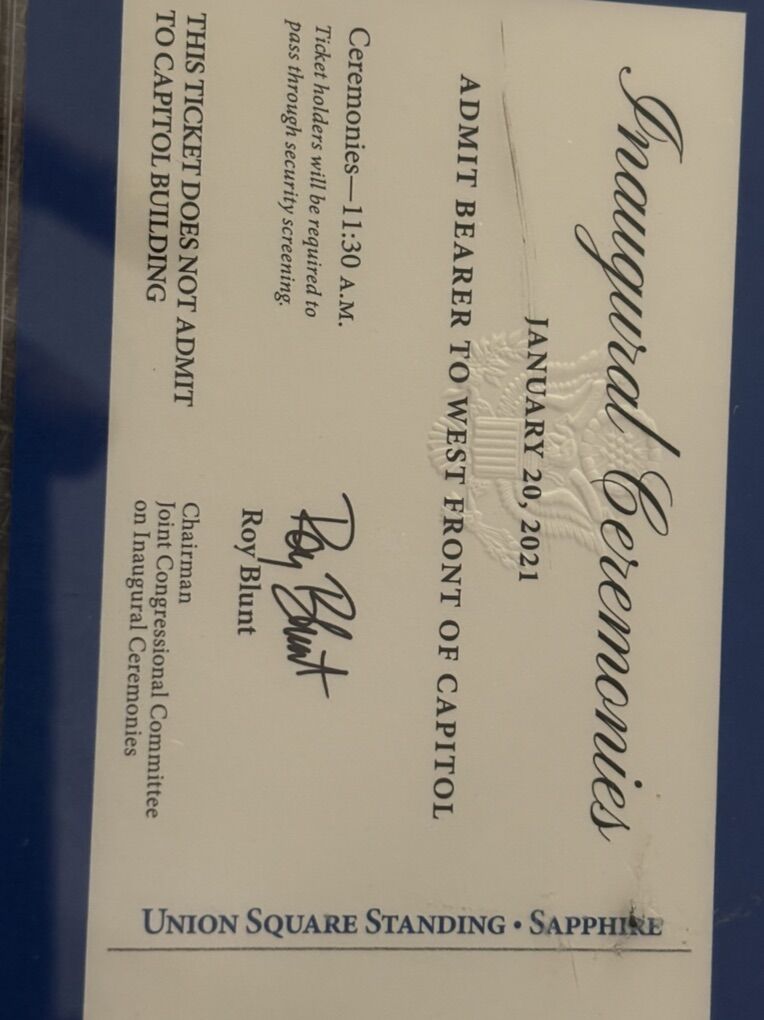 Inaugural Ceremonies
JANUARY 20, 2021
ADMIT BEARER TO WEST FRONT OF CAPITOL
Ceremonies—11:30 A.M.
Ticket holders will be required to
pass through security screening.
THIS TICKET DOES NOT ADMIT
TO CAPITOL BUILDING
Roy Blunt
Roy Blunt
Chairman
Joint Congressional Committee
on Inaugural Ceremonies
UNION SQUARE STANDING • SAPPHIRE